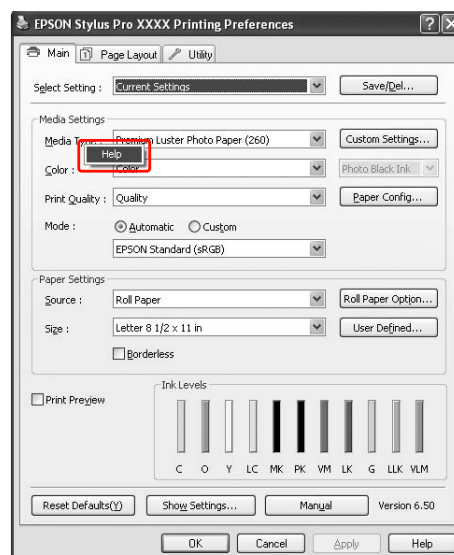 EPSON Stylus Pro XXXX Printing Preferences
Main Page Layout Utility
Select Setting : Current Settings Save/Del...
Media Settings
Media Type : Premium Luster Photo Paper (260) Custom Settings...
Help
Color : Color Photo Black Ink
Print Quality : Quality Paper Config...
Mode : Automatic Custom
EPSON Standard (sRGB)
Paper Settings
Source : Roll Paper Roll Paper Option...
Size : Letter 8 1/2 x 11 in User Defined...
Borderless
Print Preview
Ink Levels
C O Y LC MK PK VM LK G LLK VLM
Reset Defaults(Y) Show Settings... Manual Version 6.50
OK Cancel Apply Help